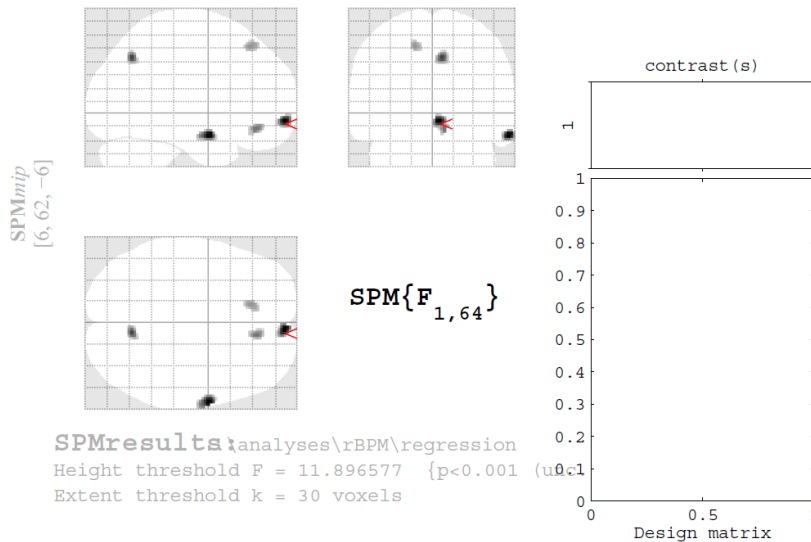 SPMmip
[6, 62, −6]
SPM{F1,64}
SPMresults:\analyses\rBPM\regression
Height threshold F = 11.896577 {p<0.001 (unc.
Extent threshold k = 30 voxels
contrast(s)
1
1
0.9
0.8
0.7
0.6
0.5
0.4
0.3
0.2
0.1
0
0 0.5
Design matrix